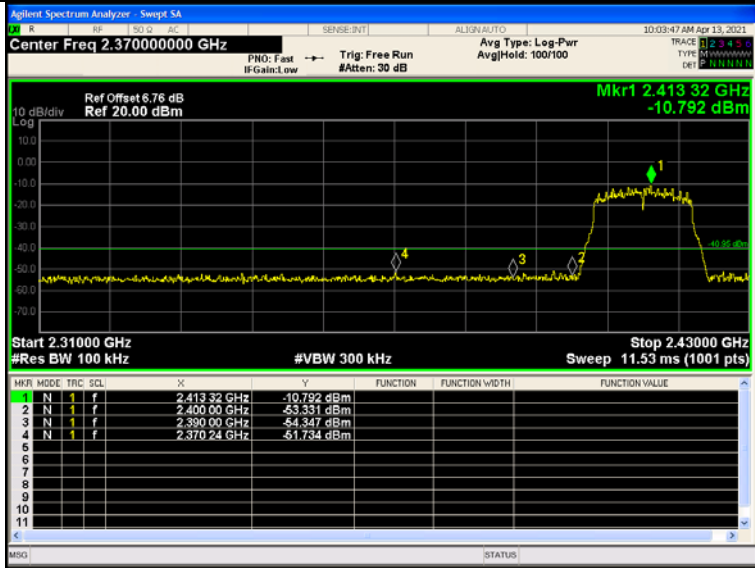 Agilent Spectrum Analyzer - Swept SA
R RF 50 Ω AC SENSE:INT ALIGN AUTO 10:03:47 AM Apr 13, 2021
Center Freq 2.370000000 GHz
PNO: Fast Trig: Free Run Avg Type: Log-Pwr TRACE 1 2 3 4 5 6
IFGain:Low #Atten: 30 dB Avg|Hold: 100/100 TYPE M WWWWW
DET P N N N N N
Ref Offset 6.76 dB Mkr1 2.413 32 GHz
10 dB/div Ref 20.00 dBm -10.792 dBm
Log
10.0
0.00
1
-10.0
-20.0
-30.0
-40.0
4 3 2
-50.0
-60.0
-70.0
Start 2.31000 GHz Stop 2.43000 GHz
#Res BW 100 kHz #VBW 300 kHz Sweep 11.53 ms (1001 pts)
MKR MODE TRC SCL X Y FUNCTION FUNCTION WIDTH FUNCTION VALUE
1 N 1 f 2.413 32 GHz -10.792 dBm
2 N 1 f 2.400 00 GHz -53.331 dBm
3 N 1 f 2.390 00 GHz -54.347 dBm
4 N 1 f 2.370 24 GHz -51.734 dBm
5
6
7
8
9
10
11
MSG STATUS